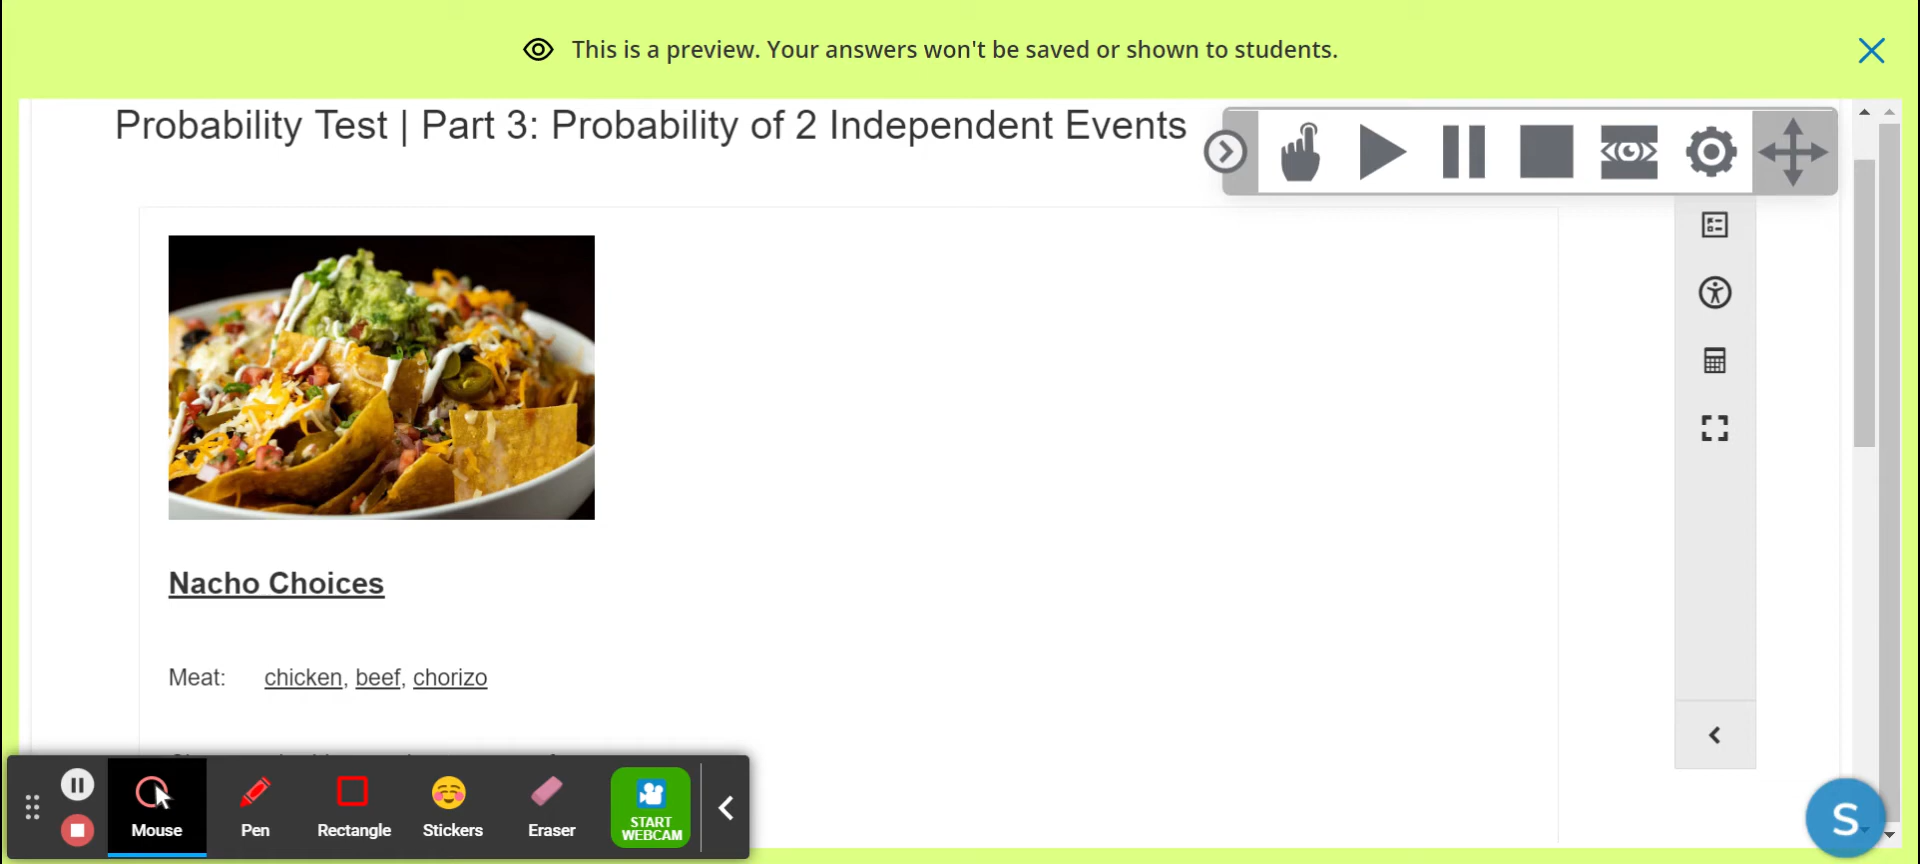 This is a preview. Your answers won't be saved or shown to students.
Probability Test | Part 3: Probability of 2 Independent Events
Nacho Choices
Meat: chicken, beef, chorizo
Mouse Pen Rectangle Stickers Eraser START WEBCAM
S